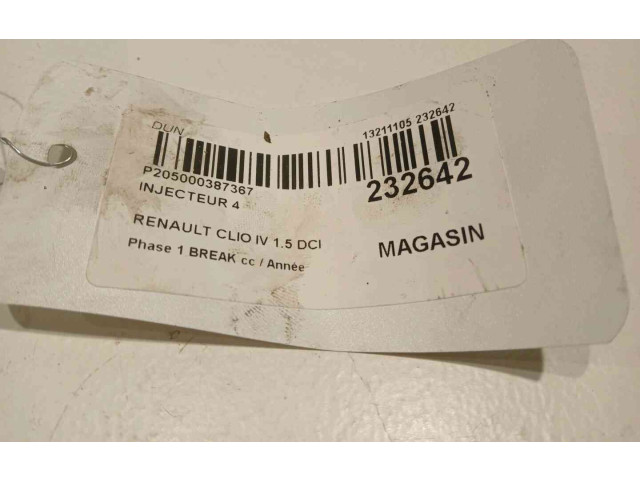 DUN
13211105 232642
P205000387367
232642
INJECTEUR 4
RENAULT CLIO IV 1.5 DCI
MAGASIN
Phase 1 BREAK cc / Année